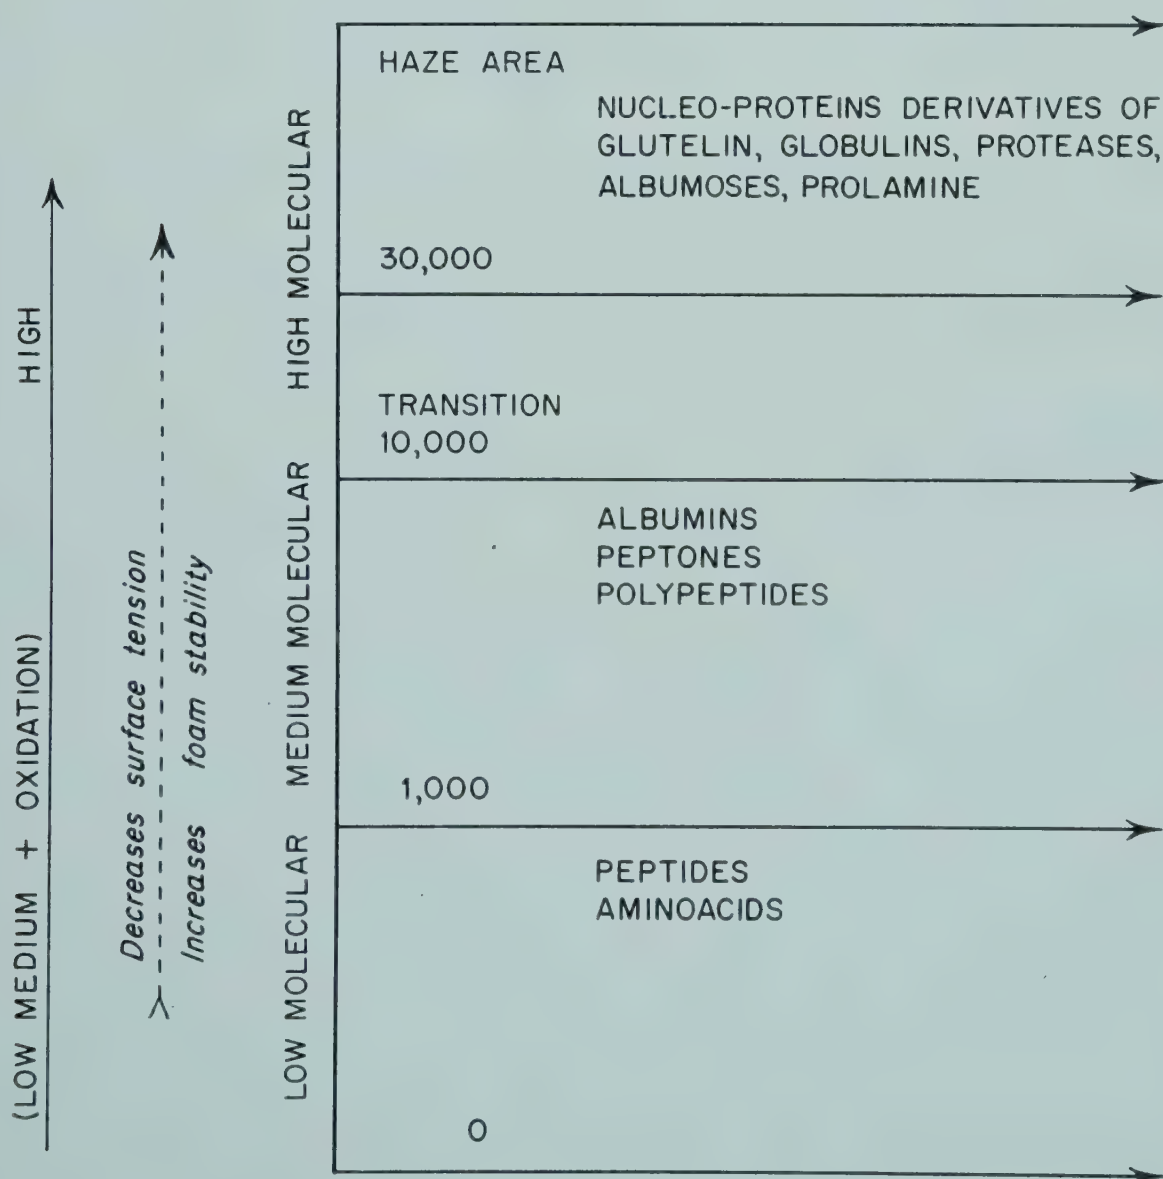 HAZE AREA
NUCLEO-PROTEINS DERIVATIVES OF
GLUTELIN, GLOBULINS, PROTEASES,
ALBUMOSES, PROLAMINE
30,000
TRANSITION
10,000
ALBUMINS
PEPTONES
POLYPEPTIDES
1,000
PEPTIDES
AMINOACIDS
0
(LOW MEDIUM + OXIDATION) HIGH
Decreases surface tension
Increases foam stability
LOW MOLECULAR MEDIUM MOLECULAR HIGH MOLECULAR